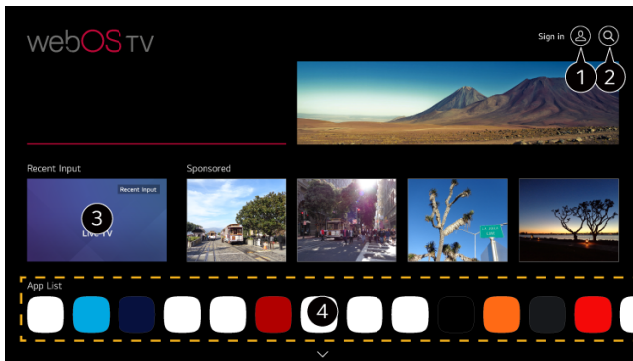 webOS TV
Sign in
1
2
Recent Input
Sponsored
Recent Input
3
Live TV
App List
4